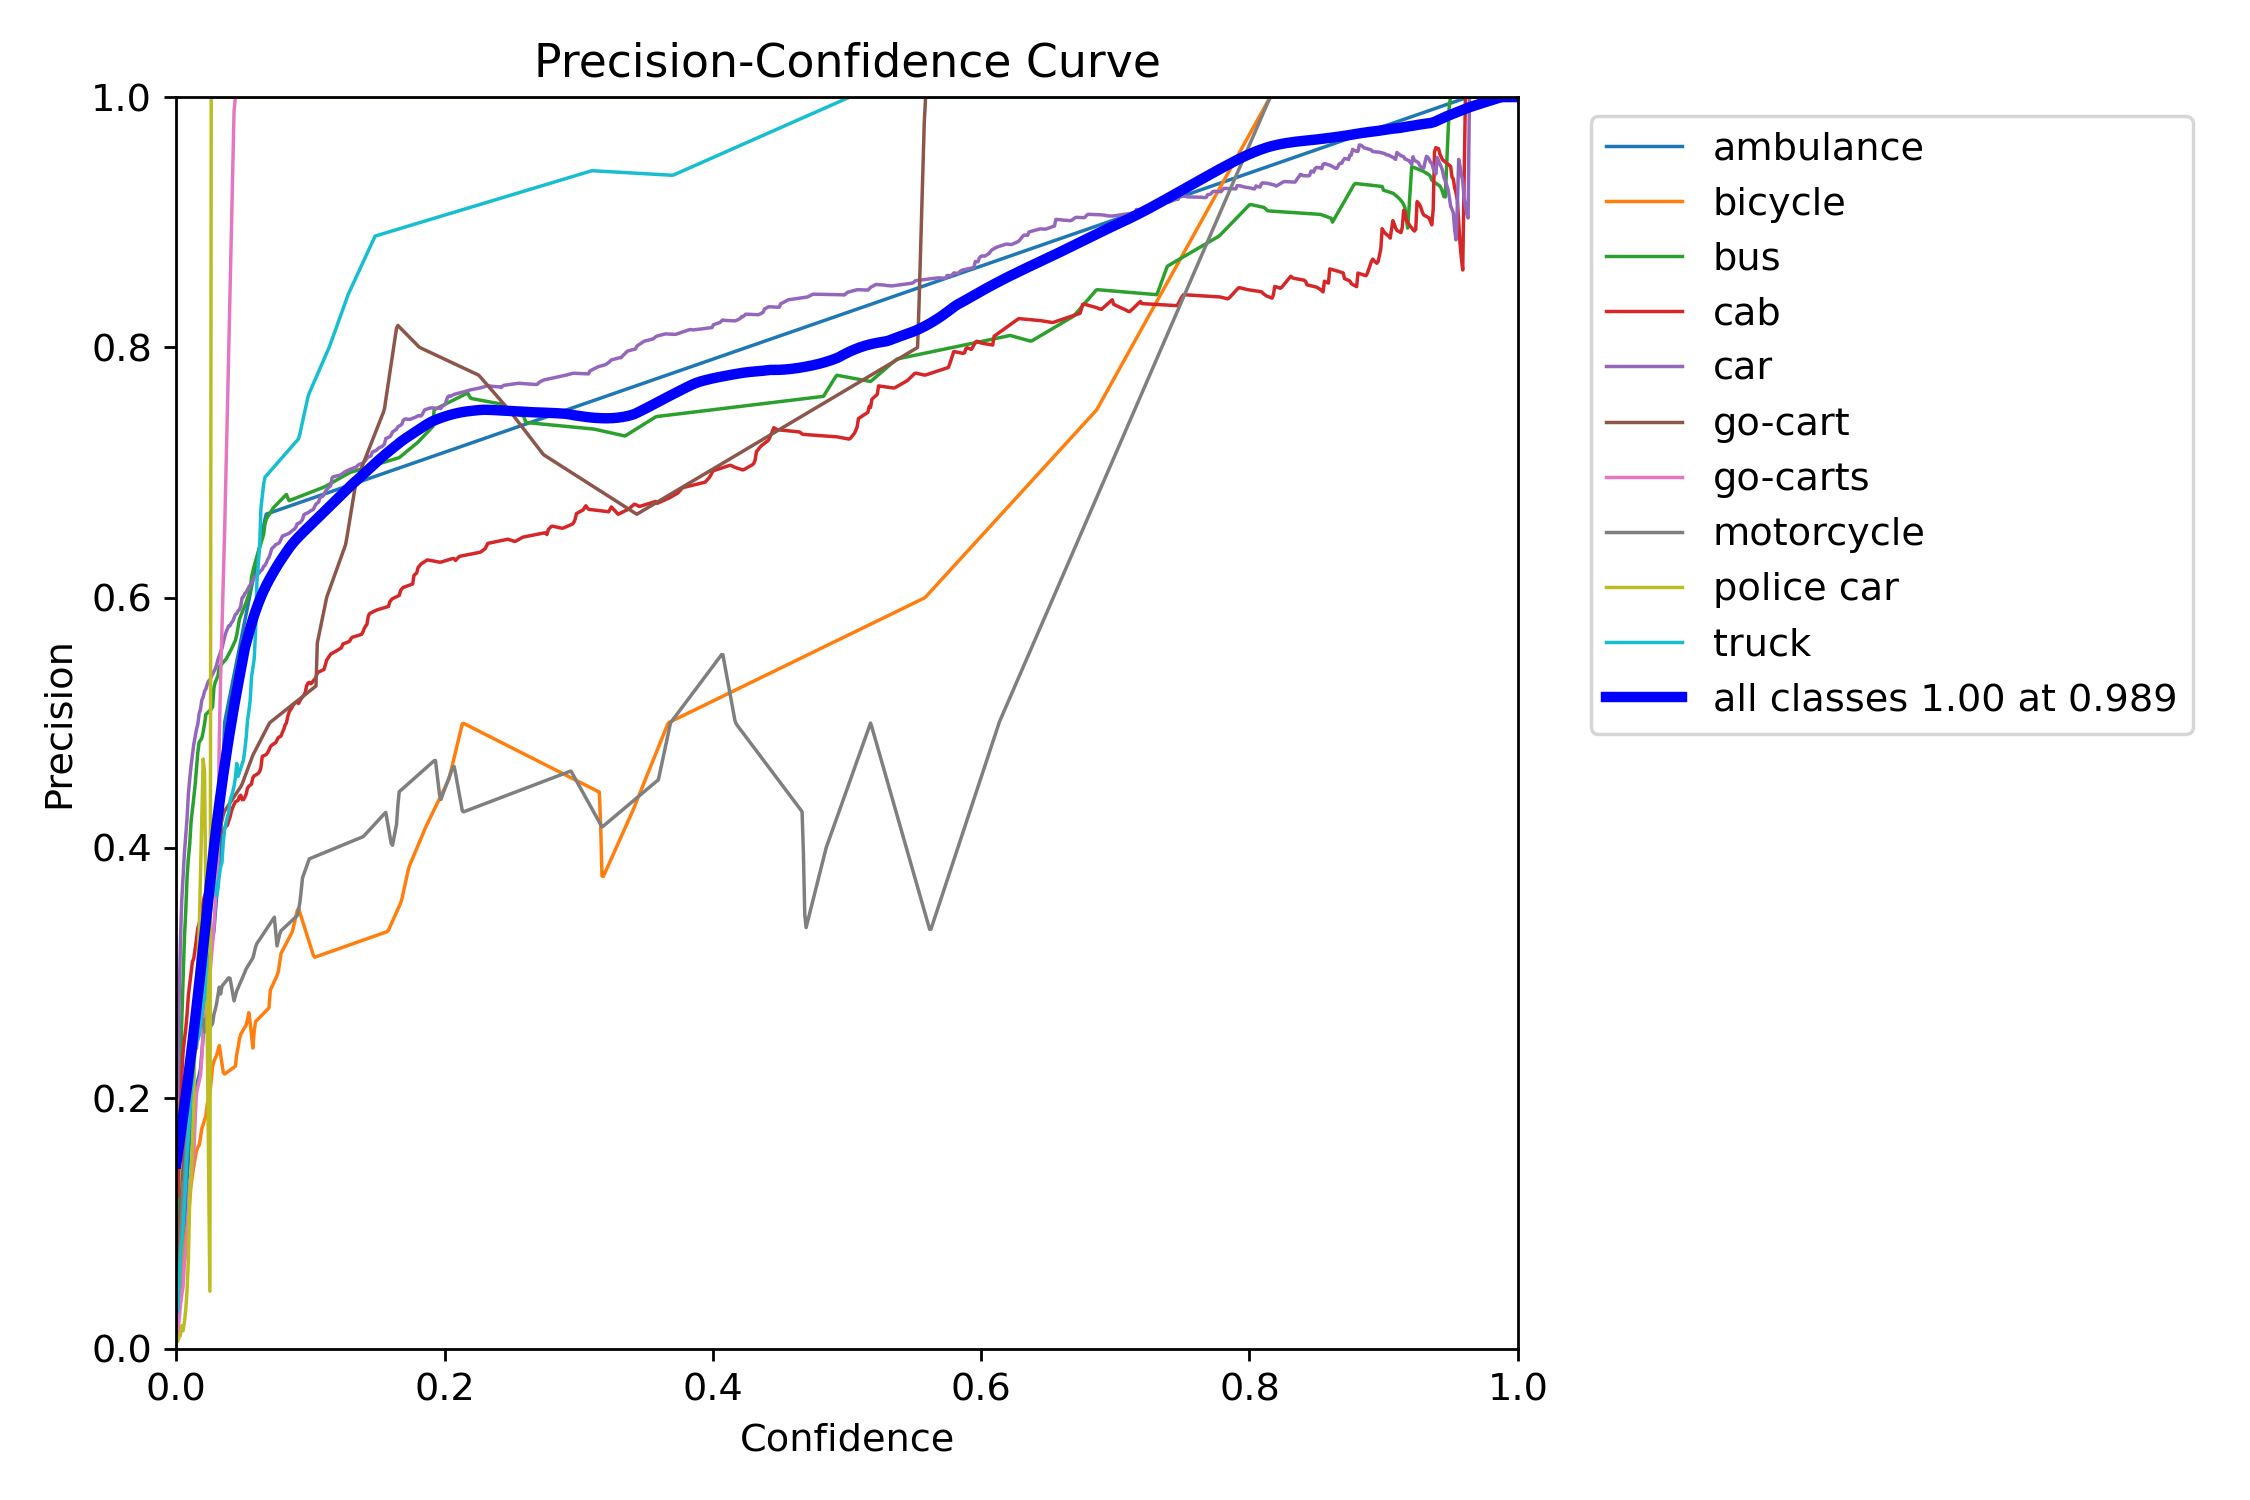 Precision-Confidence Curve
1.0
0.8
0.6
0.4
0.2
0.0
Precision
0.0 0.2 0.4 0.6 0.8 1.0
Confidence
ambulance
bicycle
bus
cab
car
go-cart
go-carts
motorcycle
police car
truck
all classes 1.00 at 0.989